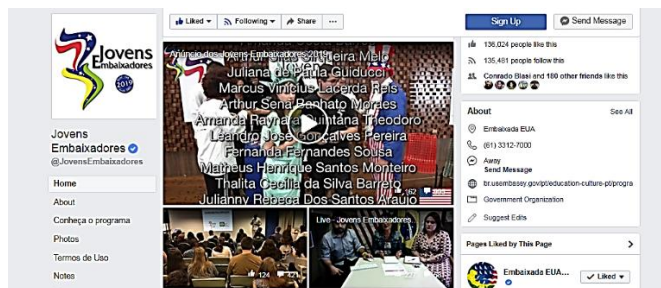 Jovens
Embaixadores
2019
Jovens
Embaixadores
@JovensEmbaixadores
Home
About
Conheça o programa
Photos
Termos de Uso
Notes
Liked
Following
Share
Anúncio dos Jovens Embaixadores 2019
Juliana de Paula Guiducci
Marcus Vinicius Lacerda Reis
Arthur Sena Banhato Moraes
Amanda Rayna a Quintana Theodoro
Leandro José Gonçalves Pereira
Fernanda Fernandes Sousa
Matheus Henrique Santos Monteiro
Thalita Cecília da Silva Barreto
Julianny Rebeca Dos Santos Araujo
162
124
Live - Jovens Embaixadores...
Sign Up
Send Message
136,024 people like this
135,481 people follow this
Conrado Blasi and 180 other friends like this
About
See All
Embaixada EUA
(61) 3312-7000
Away
Send Message
br.usembassy.gov/pt/education-culture-pt/progra
Government Organization
Suggest Edits
Pages Liked by This Page
Embaixada EUA...
Liked